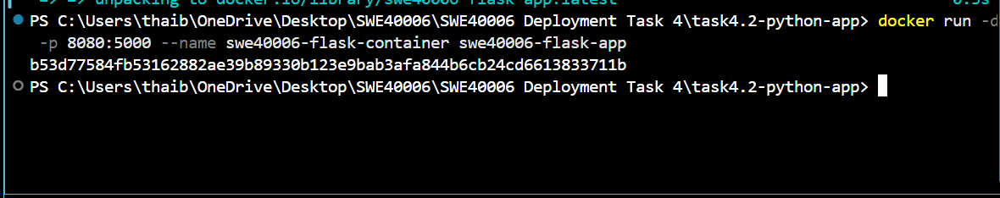 => => unpacking to docker.io/library/swe40006-flask-app:latest 0.5s
PS C:\Users\thaib\OneDrive\Desktop\SWE40006\SWE40006 Deployment Task 4\task4.2-python-app> docker run -d
-p 8080:5000 --name swe40006-flask-container swe40006-flask-app
b53d77584fb53162882ae39b89330b123e9bab3afa844b6cb24cd6613833711b
PS C:\Users\thaib\OneDrive\Desktop\SWE40006\SWE40006 Deployment Task 4\task4.2-python-app>